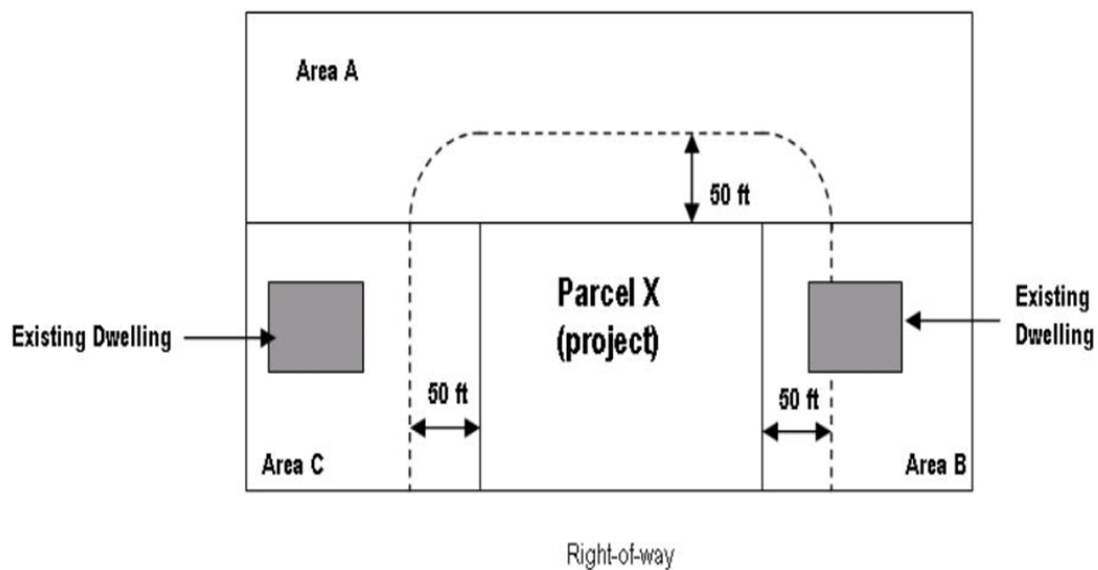 Area A
50 ft
Parcel X
(project)
Existing Dwelling
Existing
Dwelling
50 ft
50 ft
Area C
Area B
Right-of-way